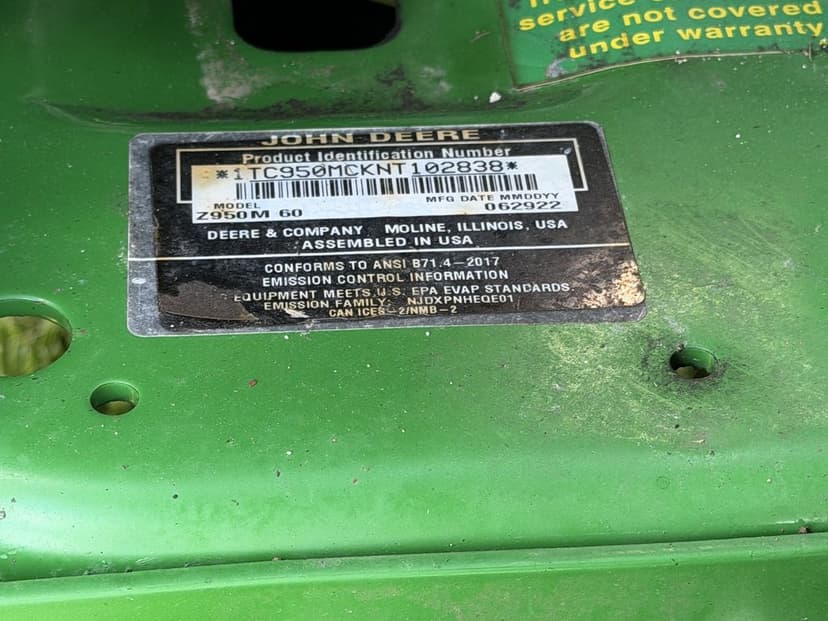 service
are not covered
under warranty
JOHN DEERE
Product Identification Number
*1TC950MCKNT102838*
MODEL
MFG DATE MMDDYY
Z950M 60
062922
DEERE & COMPANY MOLINE, ILLINOIS, USA
ASSEMBLED IN USA
CONFORMS TO ANSI B71.4-2017
EMISSION CONTROL INFORMATION
EQUIPMENT MEETS U.S. EPA EVAP STANDARDS.
EMISSION FAMILY: NJDXPNHEQE01
CAN ICES-2/NMB-2